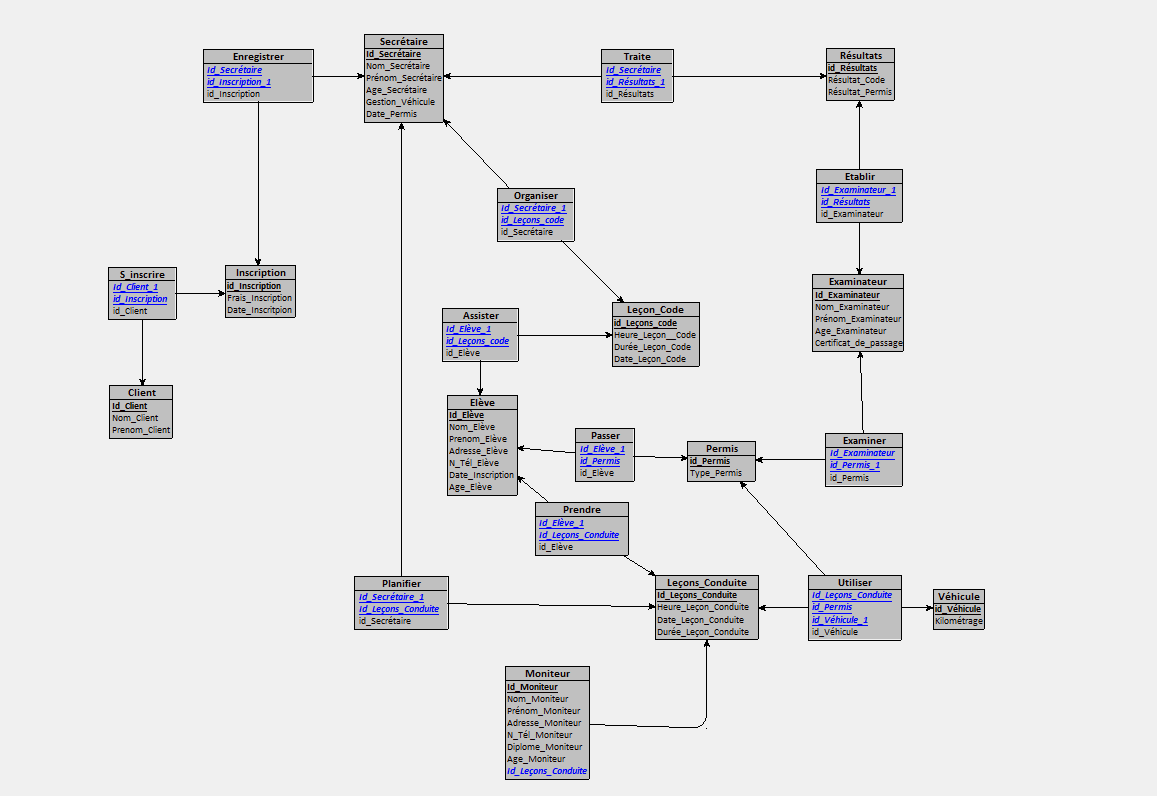 Secrétaire
Id_Secrétaire
Nom_Secrétaire
Prénom_Secrétaire
Age_Secrétaire
Gestion_Véhicule
Date_Permis
Enregistrer
Id_Secrétaire
id_Inscription_1
id_Inscription
Traite
Id_Secrétaire
id_Résultats_1
id_Résultats
Résultats
id_Résultats
Résultat_Code
Résultat_Permis
Etablir
Id_Examinateur_1
id_Résultats
id_Examinateur
Organiser
Id_Secrétaire_1
id_Leçons_code
id_Secrétaire
S_inscrire
Id_Client_1
id_Inscription
id_Client
Inscription
id_Inscription
Frais_Inscription
Date_Inscritpion
Examinateur
Id_Examinateur
Nom_Examinateur
Prénom_Examinateur
Age_Examinateur
Certificat_de_passage
Assister
Id_Elève_1
id_Leçons_code
id_Elève
Leçon_Code
id_Leçons_code
Heure_Leçon__Code
Durée_Leçon_Code
Date_Leçon_Code
Client
Id_Client
Nom_Client
Prenom_Client
Elève
Id_Elève
Nom_Elève
Prenom_Elève
Adresse_Elève
N_Tél_Elève
Date_Inscription
Age_Elève
Passer
Id_Elève_1
id_Permis
id_Elève
Permis
id_Permis
Type_Permis
Examiner
Id_Examinateur
id_Permis_1
id_Permis
Prendre
Id_Elève_1
Id_Leçons_Conduite
id_Elève
Planifier
Id_Secrétaire_1
Id_Leçons_Conduite
id_Secrétaire
Leçons_Conduite
Id_Leçons_Conduite
Heure_Leçon_Conduite
Date_Leçon_Conduite
Durée_Leçon_Conduite
Utiliser
Id_Leçons_Conduite
id_Permis
id_Véhicule_1
id_Véhicule
Véhicule
id_Véhicule
Kilométrage
Moniteur
Id_Moniteur
Nom_Moniteur
Prénom_Moniteur
Adresse_Moniteur
N_Tél_Moniteur
Diplome_Moniteur
Age_Moniteur
Id_Leçons_Conduite